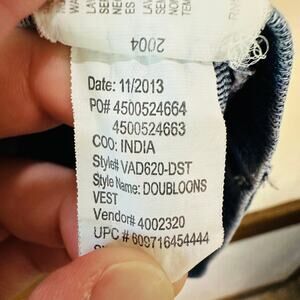 2004
Date: 11/2013
PO# 4500524664
4500524663
COO: INDIA
Style# VAD620-DST
Style Name: DOUBLOONS
VEST
Vendor# 4002320
UPC # 609716454444